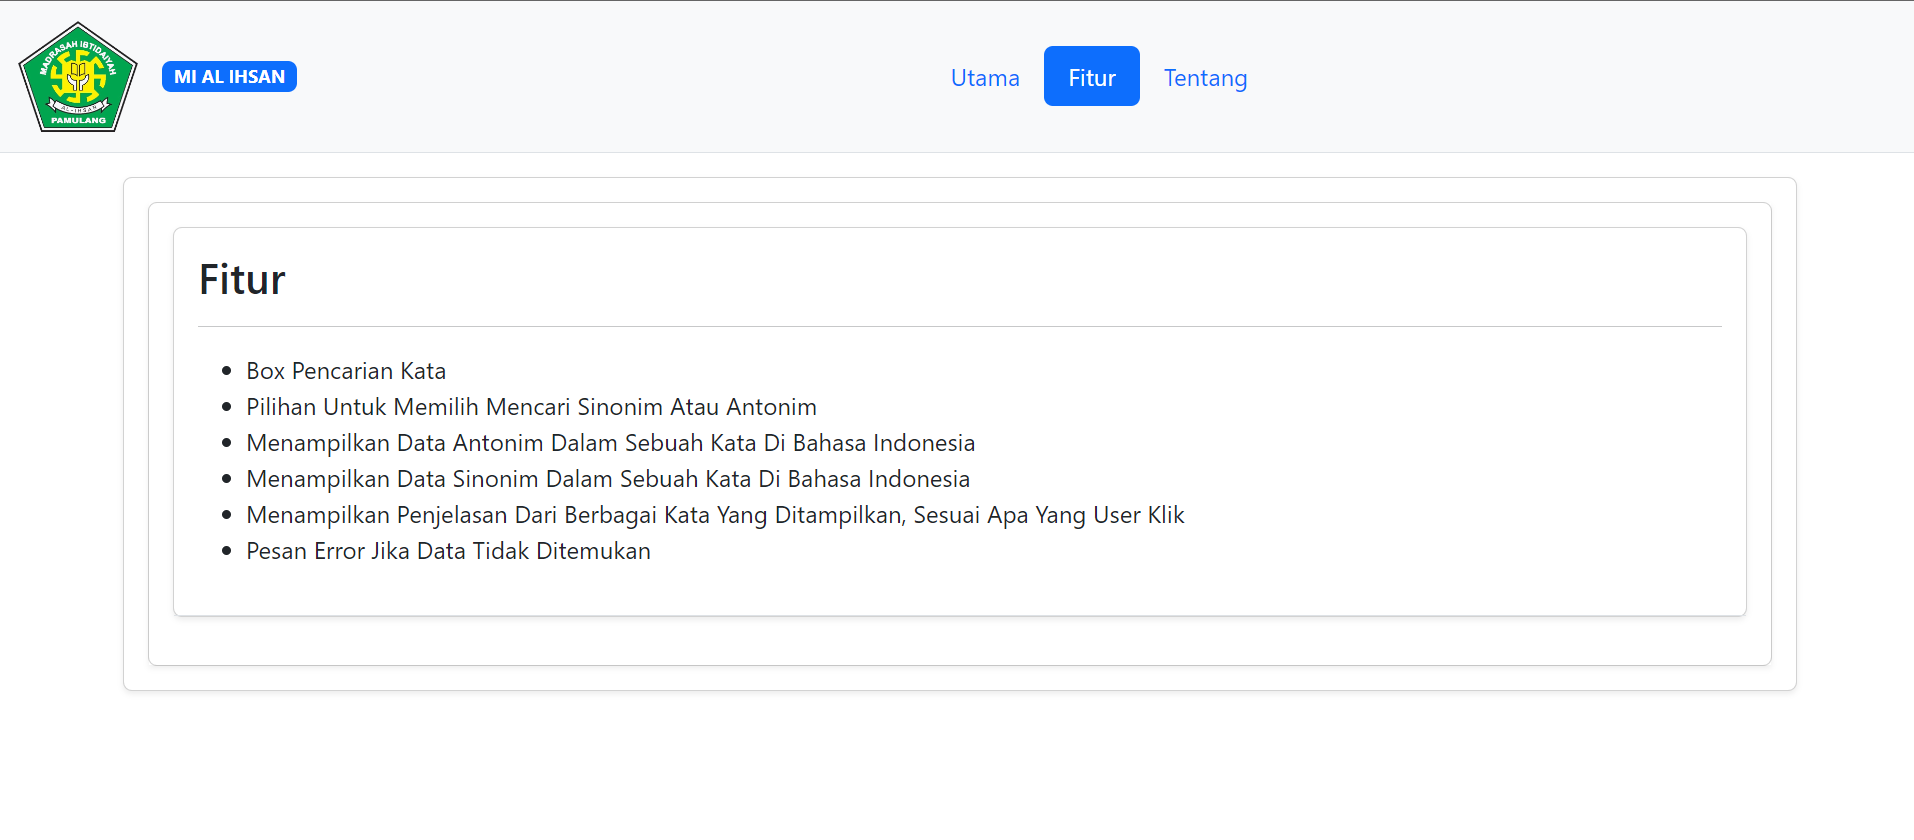 MADRASAH IBTIDAIYAH
AL-IHSAN
PAMULANG
MI AL IHSAN
Utama
Fitur
Tentang
Fitur
Box Pencarian Kata
Pilihan Untuk Memilih Mencari Sinonim Atau Antonim
Menampilkan Data Antonim Dalam Sebuah Kata Di Bahasa Indonesia
Menampilkan Data Sinonim Dalam Sebuah Kata Di Bahasa Indonesia
Menampilkan Penjelasan Dari Berbagai Kata Yang Ditampilkan, Sesuai Apa Yang User Klik
Pesan Error Jika Data Tidak Ditemukan